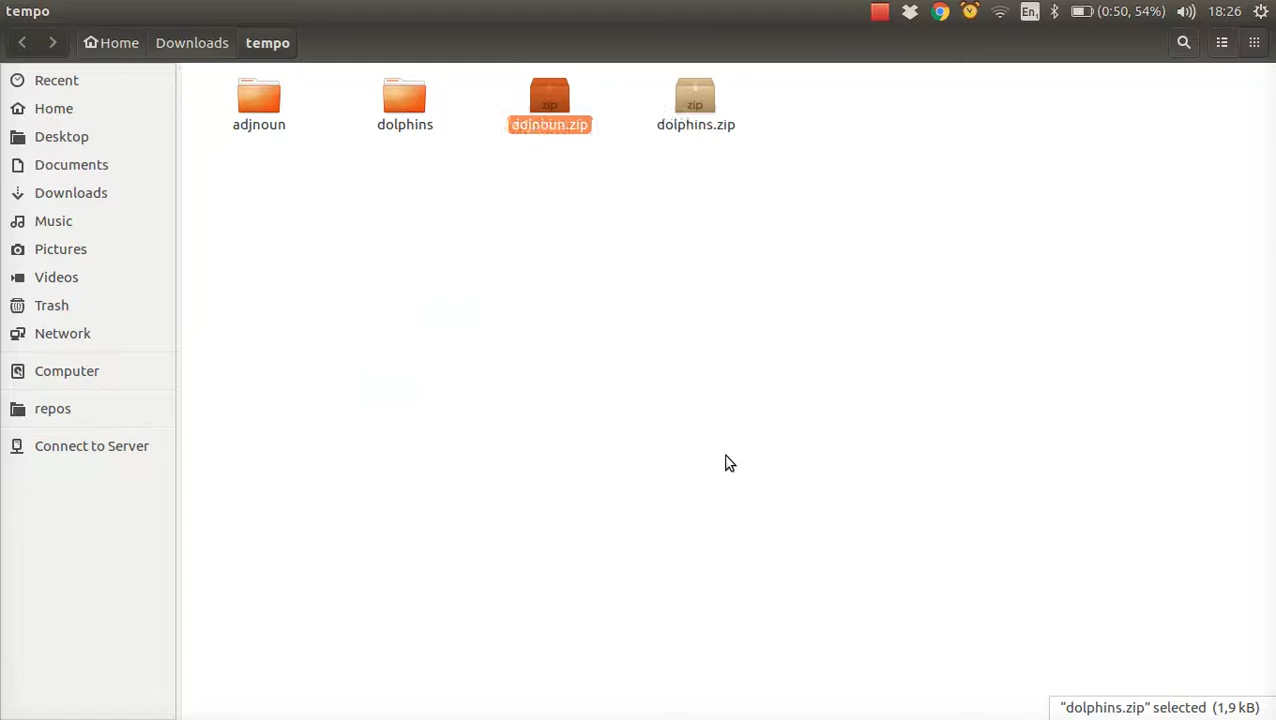 tempo
En1
(0:50, 54%)
18:26
Home
Downloads
tempo
Recent
Home
Desktop
Documents
Downloads
Music
Pictures
Videos
Trash
Network
Computer
repos
Connect to Server
adjnoun
dolphins
zip
adjnoun.zip
zip
dolphins.zip
“dolphins.zip” selected (1,9 kB)